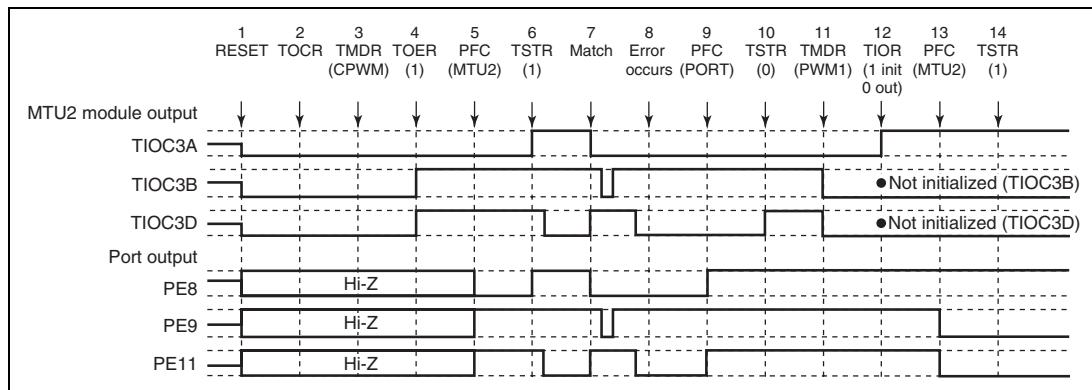 1 2 3 4 5 6 7 8 9 10 11 12 13 14
RESET TOCR TMDR TOER PFC TSTR Match Error PFC TSTR TMDR TIOR PFC TSTR
(CPWM) (1) (MTU2) (1) occurs (PORT) (0) (PWM1) (1 init (MTU2) (1)
0 out)
MTU2 module output
TIOC3A
TIOC3B
●Not initialized (TIOC3B)
TIOC3D
●Not initialized (TIOC3D)
Port output
PE8
Hi-Z
PE9
Hi-Z
PE11
Hi-Z